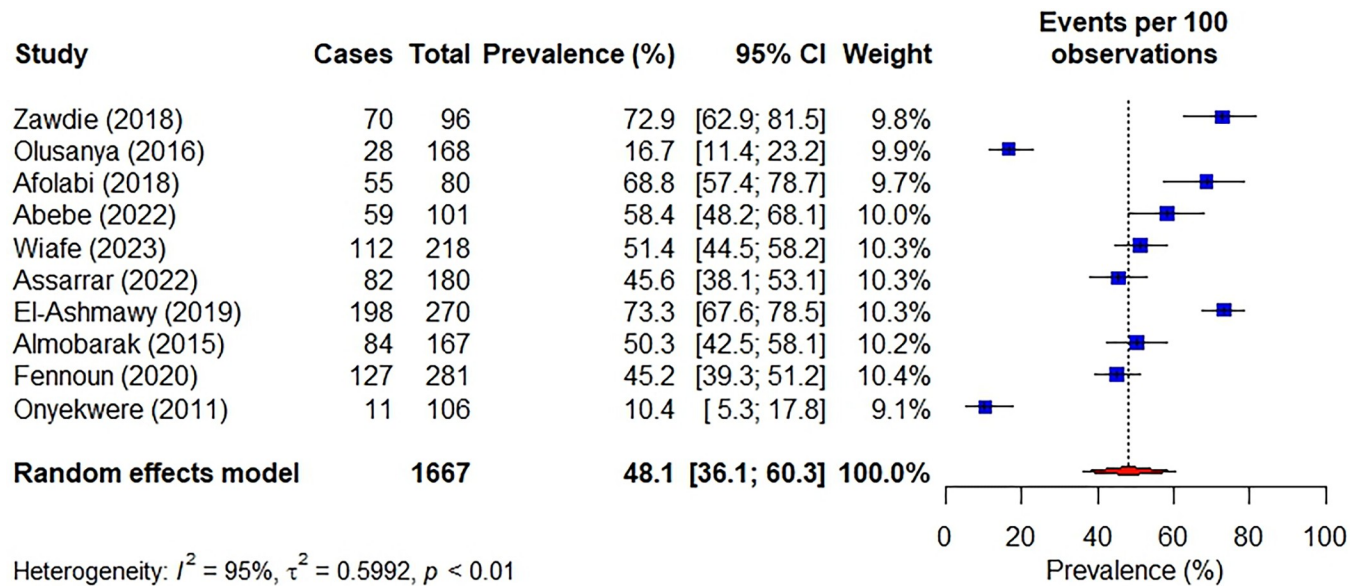 Events per 100
Study Cases Total Prevalence (%) 95% CI Weight observations
Zawdie (2018) 70 96 72.9 [62.9; 81.5] 9.8%
Olusanya (2016) 28 168 16.7 [11.4; 23.2] 9.9%
Afolabi (2018) 55 80 68.8 [57.4; 78.7] 9.7%
Abebe (2022) 59 101 58.4 [48.2; 68.1] 10.0%
Wiafe (2023) 112 218 51.4 [44.5; 58.2] 10.3%
Assarrar (2022) 82 180 45.6 [38.1; 53.1] 10.3%
El-Ashmawy (2019) 198 270 73.3 [67.6; 78.5] 10.3%
Almobarak (2015) 84 167 50.3 [42.5; 58.1] 10.2%
Fennoun (2020) 127 281 45.2 [39.3; 51.2] 10.4%
Onyekwere (2011) 11 106 10.4 [ 5.3; 17.8] 9.1%
Random effects model 1667 48.1 [36.1; 60.3] 100.0%
0 20 40 60 80 100
Heterogeneity: I² = 95%, τ² = 0.5992, p < 0.01 Prevalence (%)